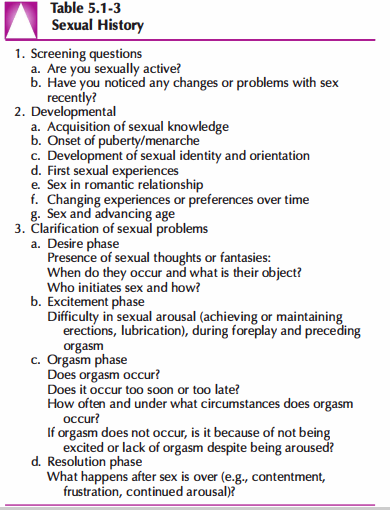 Table 5.1-3
Sexual History
1. Screening questions
a. Are you sexually active?
b. Have you noticed any changes or problems with sex
recently?
2. Developmental
a. Acquisition of sexual knowledge
b. Onset of puberty/menarche
c. Development of sexual identity and orientation
d. First sexual experiences
e. Sex in romantic relationship
f. Changing experiences or preferences over time
g. Sex and advancing age
3. Clarification of sexual problems
a. Desire phase
Presence of sexual thoughts or fantasies:
When do they occur and what is their object?
Who initiates sex and how?
b. Excitement phase
Difficulty in sexual arousal (achieving or maintaining
erections, lubrication), during foreplay and preceding
orgasm
c. Orgasm phase
Does orgasm occur?
Does it occur too soon or too late?
How often and under what circumstances does orgasm
occur?
If orgasm does not occur, is it because of not being
excited or lack of orgasm despite being aroused?
d. Resolution phase
What happens after sex is over (e.g., contentment,
frustration, continued arousal)?